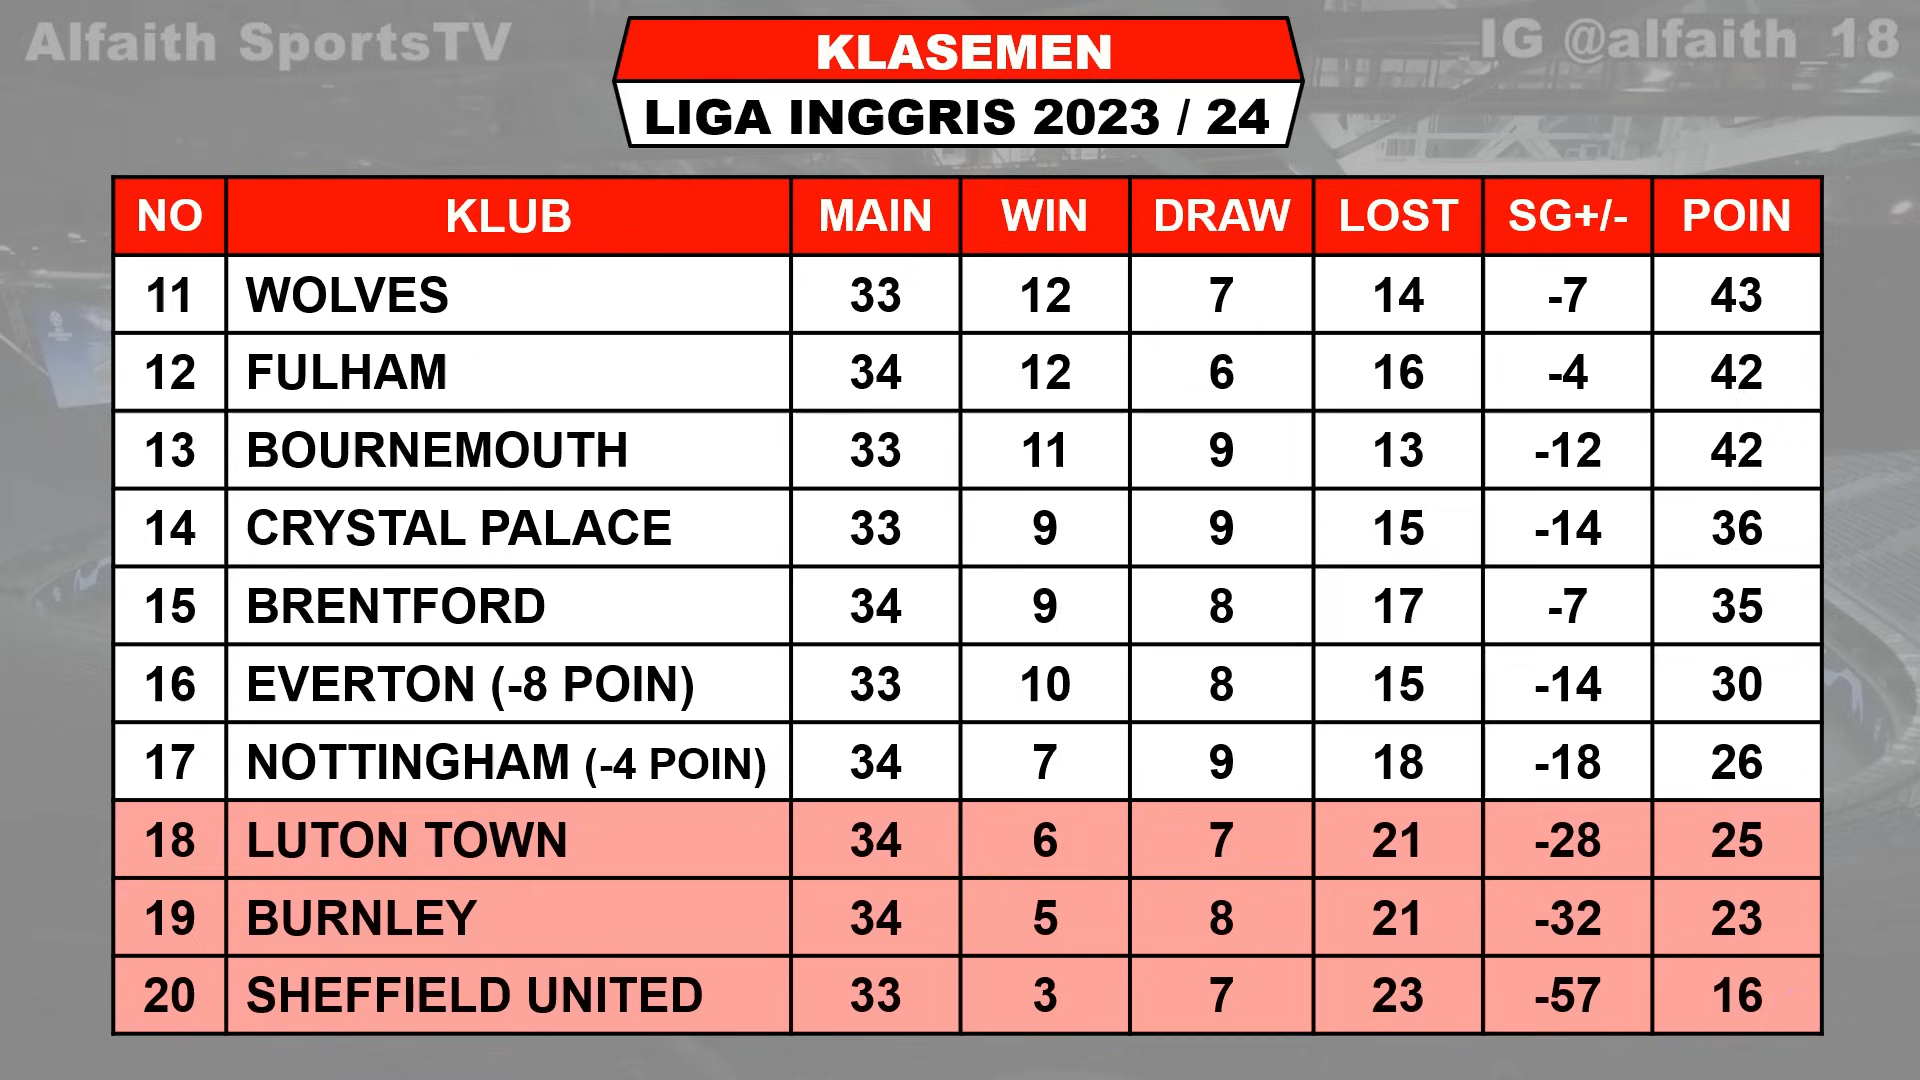 Alfaith SportsTV
KLASEMEN
LIGA INGGRIS 2023 / 24
IG @alfaith_18
NO KLUB MAIN WIN DRAW LOST SG+/- POIN
11 WOLVES 33 12 7 14 -7 43
12 FULHAM 34 12 6 16 -4 42
13 BOURNEMOUTH 33 11 9 13 -12 42
14 CRYSTAL PALACE 33 9 9 15 -14 36
15 BRENTFORD 34 9 8 17 -7 35
16 EVERTON (-8 POIN) 33 10 8 15 -14 30
17 NOTTINGHAM (-4 POIN) 34 7 9 18 -18 26
18 LUTON TOWN 34 6 7 21 -28 25
19 BURNLEY 34 5 8 21 -32 23
20 SHEFFIELD UNITED 33 3 7 23 -57 16